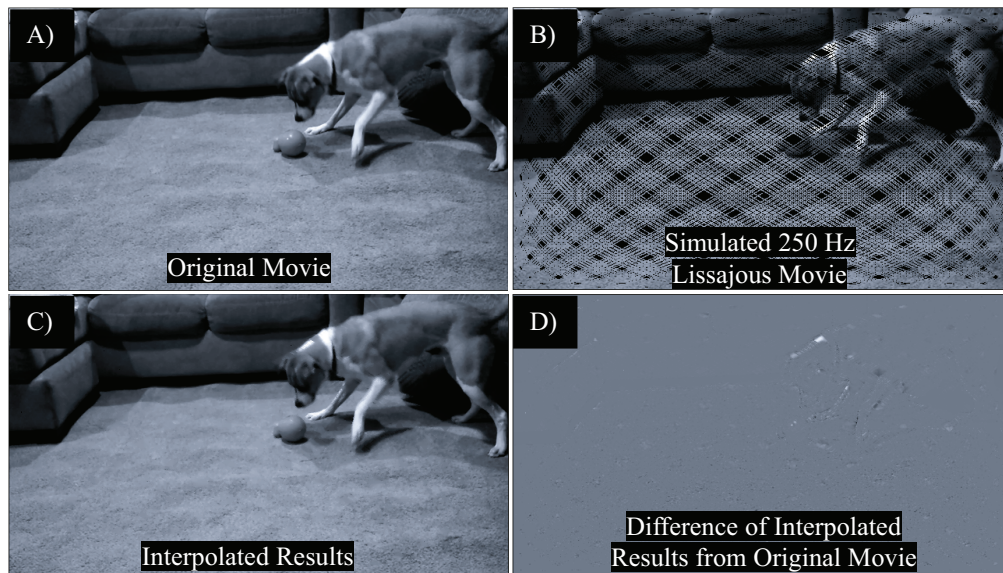 A)
Original Movie
B)
Simulated 250 Hz
Lissajous Movie
C)
Interpolated Results
D)
Difference of Interpolated
Results from Original Movie